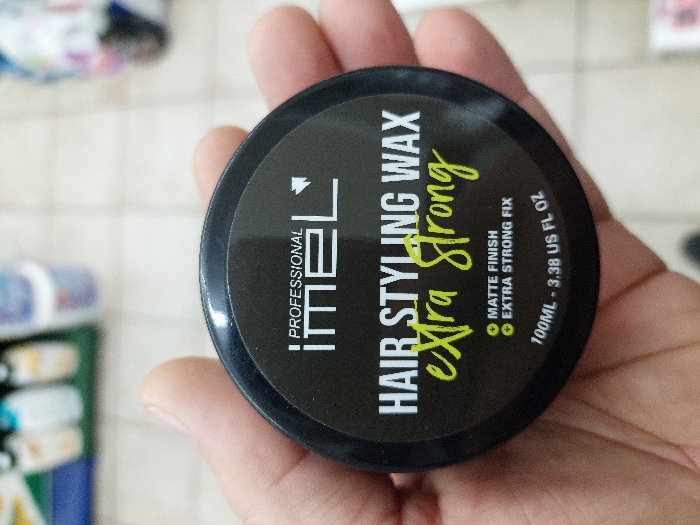 PROFESSIONAL
imeL
HAIR STYLING WAX
eXtra Strong
MATTE FINISH
EXTRA STRONG FIX
100ML - 3.38 US FL OZ